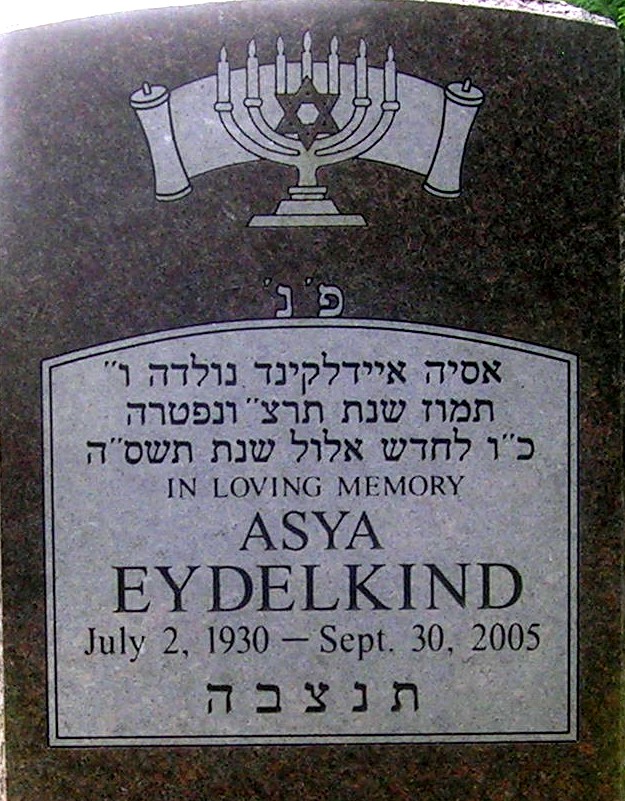 פ׳ נ׳
אסיה איידלקינד נולדה ו״
תמוז שנת תרצ״ ונפטרה
כ״ו לחדש אלול שנת תשס״ה
IN LOVING MEMORY
ASYA
EYDELKIND
July 2, 1930 — Sept. 30, 2005
ת נ צ ב ה